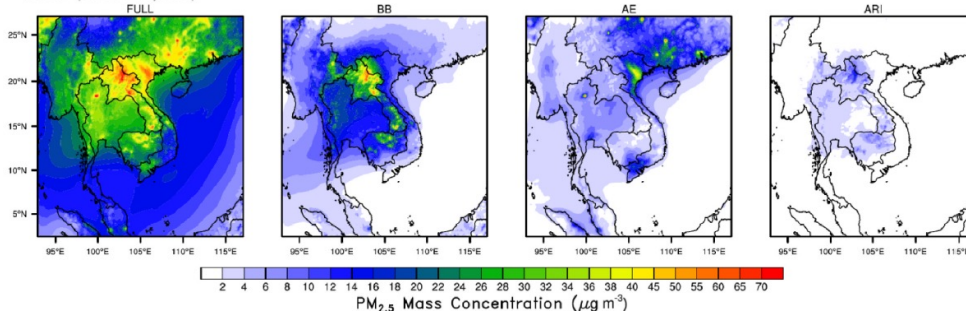 FULL BB AE ARI
25°N
20°N
15°N
10°N
5°N
95°E 100°E 105°E 110°E 115°E 95°E 100°E 105°E 110°E 115°E 95°E 100°E 105°E 110°E 115°E 95°E 100°E 105°E 110°E 115°E
2 4 6 8 10 12 14 16 18 20 22 24 26 28 30 32 34 36 38 40 45 50 55 60 65 70
PM2.5 Mass Concentration (μg m-3)